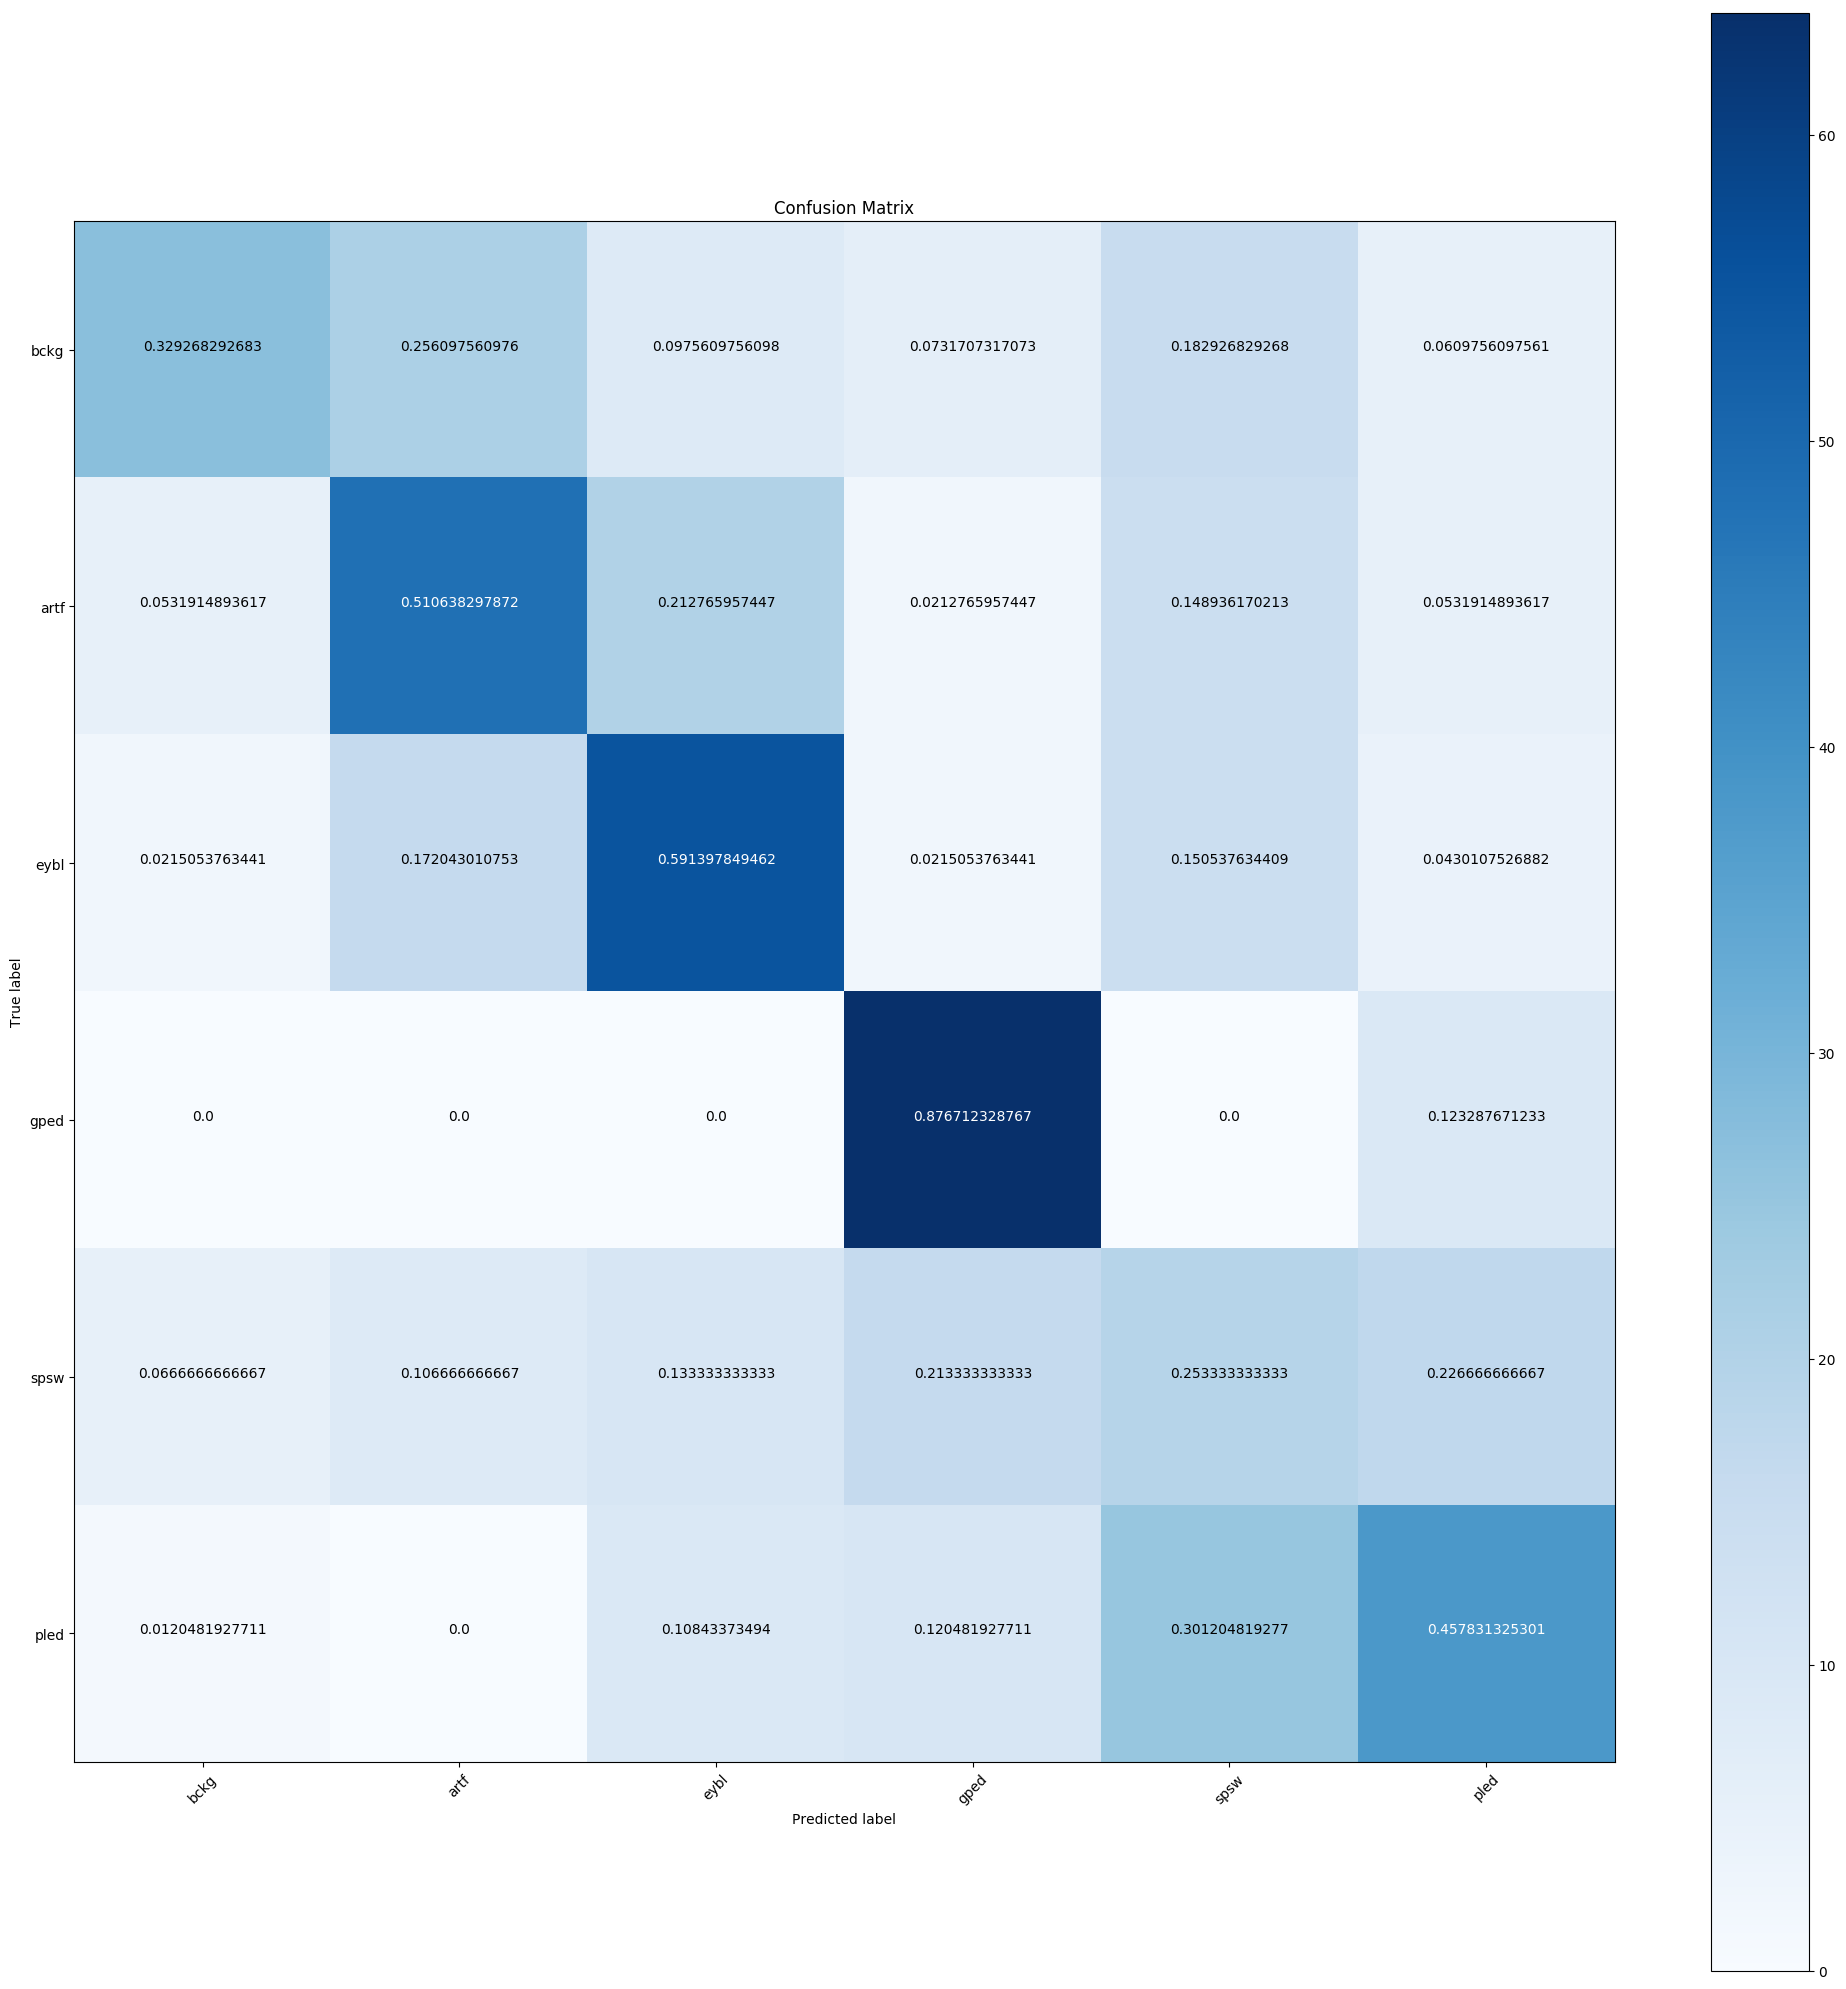 Confusion Matrix
60
50
40
30
20
10
0
bckg 0.329268292683 0.256097560976 0.0975609756098 0.0731707317073 0.182926829268 0.0609756097561
artf 0.0531914893617 0.510638297872 0.212765957447 0.0212765957447 0.148936170213 0.0531914893617
eybl 0.0215053763441 0.172043010753 0.591397849462 0.0215053763441 0.150537634409 0.0430107526882
True label
gped 0.0 0.0 0.0 0.876712328767 0.0 0.123287671233
spsw 0.0666666666667 0.106666666667 0.133333333333 0.213333333333 0.253333333333 0.226666666667
pled 0.0120481927711 0.0 0.10843373494 0.120481927711 0.301204819277 0.457831325301
bckg artf eybl gped spsw pled
Predicted label